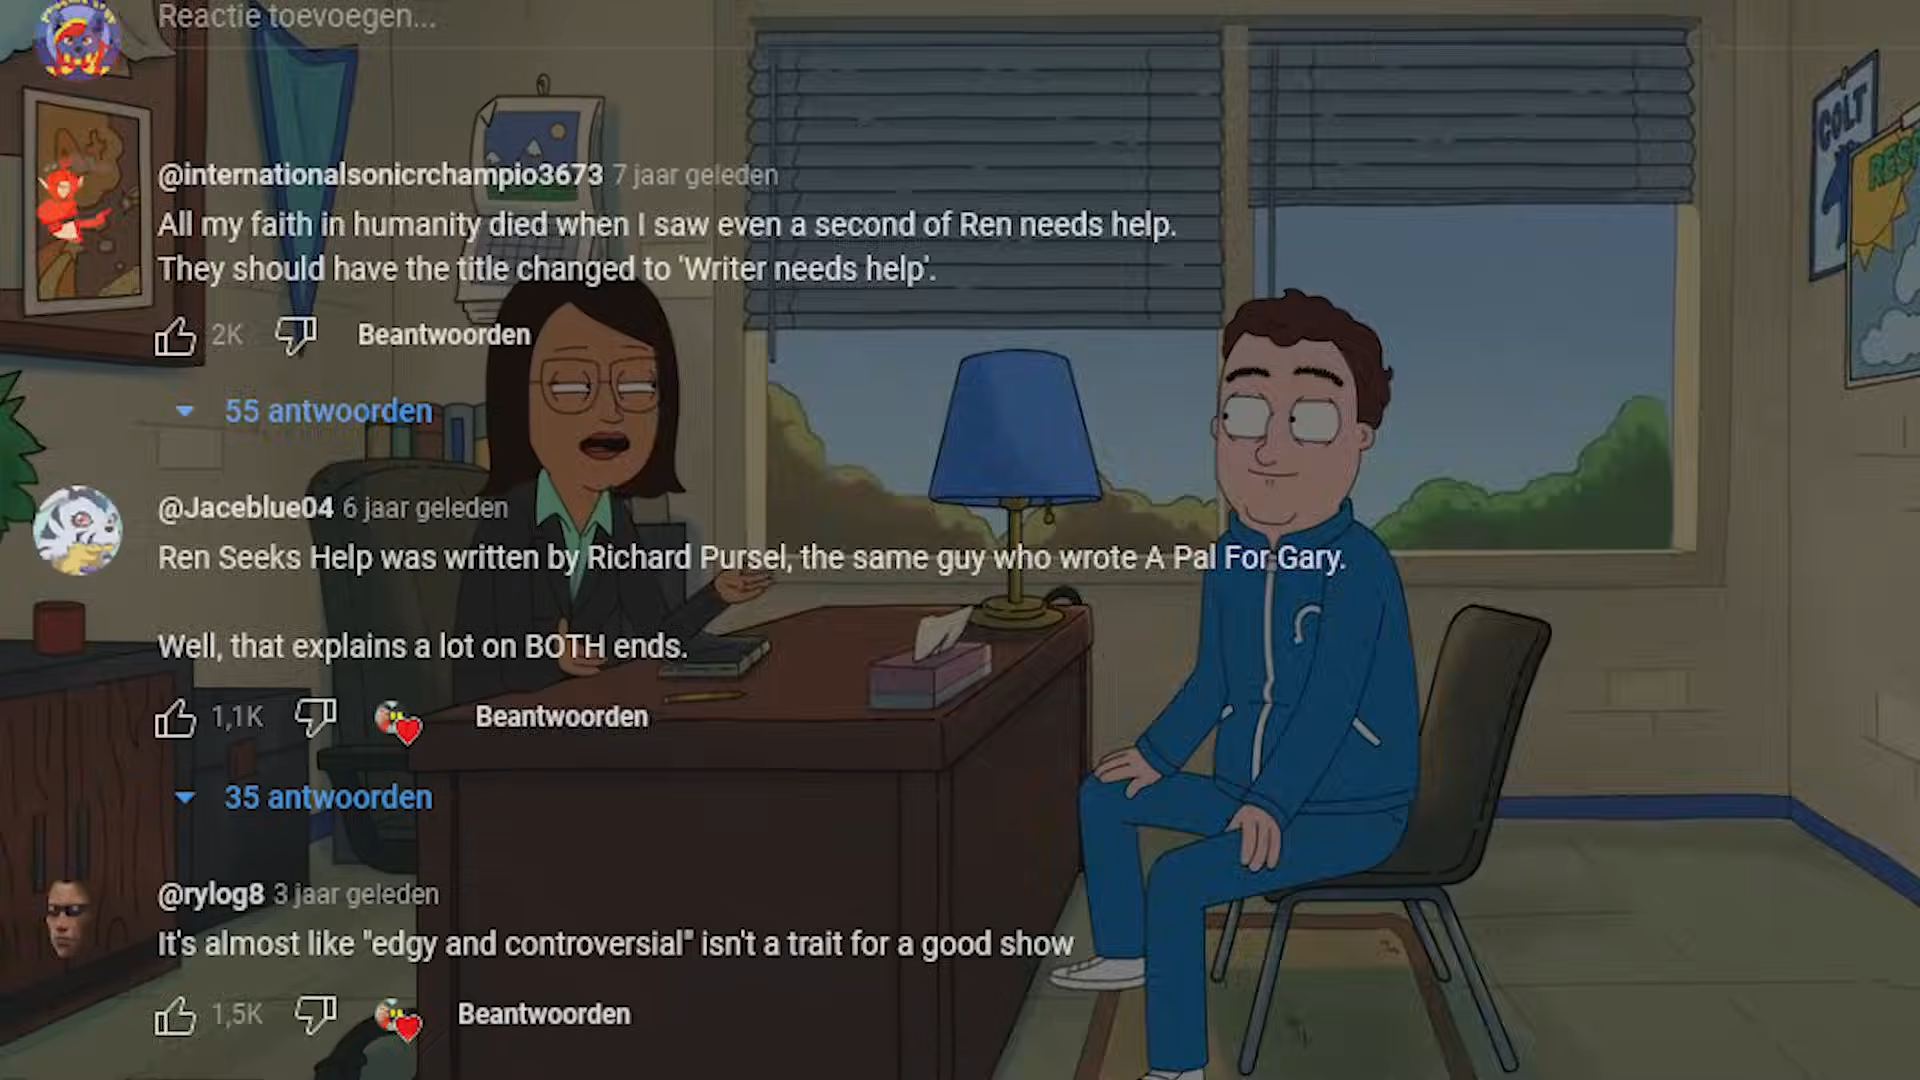 Reactie toevoegen...
@internationalsonicrchampio3673 7 jaar geleden
All my faith in humanity died when I saw even a second of Ren needs help.
They should have the title changed to 'Writer needs help'.
2K Beantwoorden
55 antwoorden
@Jaceblue04 6 jaar geleden
Ren Seeks Help was written by Richard Pursel, the same guy who wrote A Pal For Gary.
Well, that explains a lot on BOTH ends.
1,1K Beantwoorden
35 antwoorden
@rylog8 3 jaar geleden
It's almost like "edgy and controversial" isn't a trait for a good show
1,5K Beantwoorden
COLT